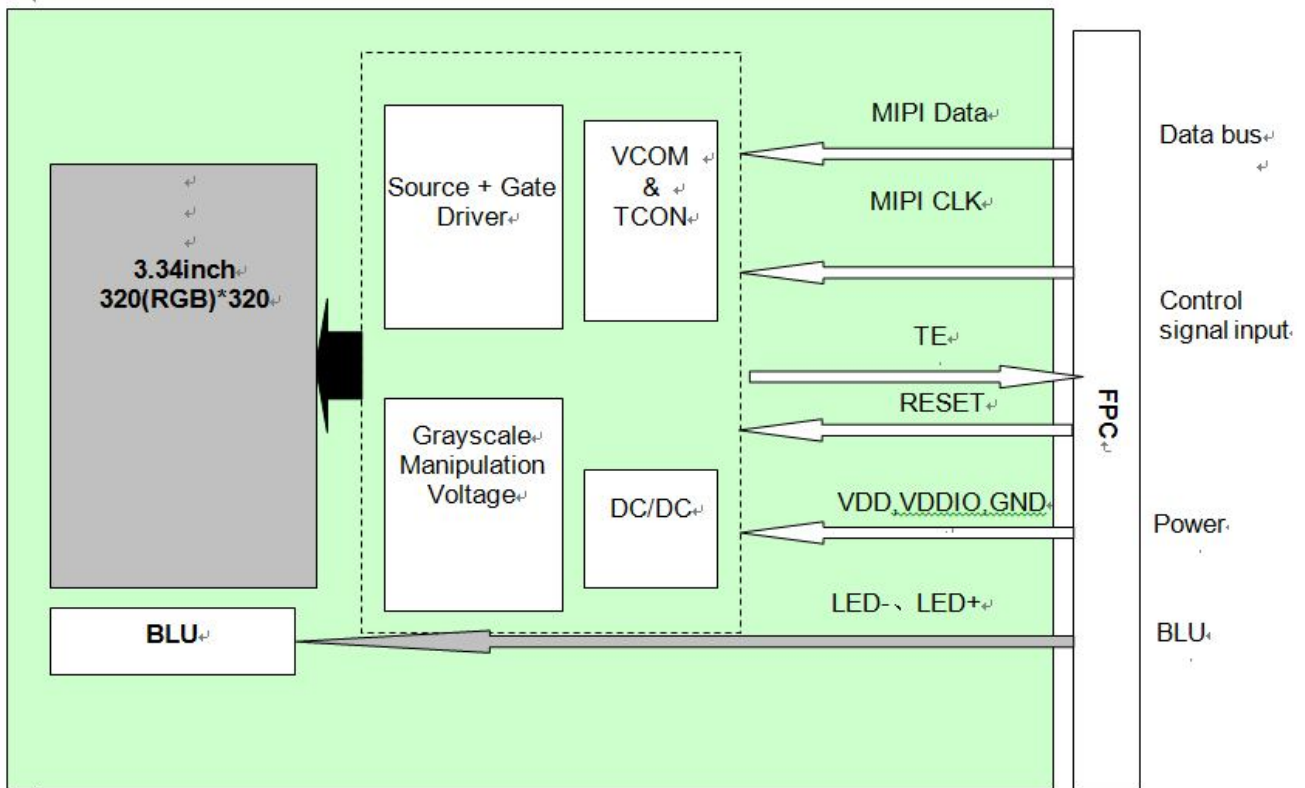 MIPI Data
Data bus
VCOM
&
TCON
Source + Gate
Driver
MIPI CLK
3.34inch
320(RGB)*320
Control
signal input
TE
RESET
FPC
Grayscale
Manipulation
Voltage
DC/DC
VDD,VDDIO,GND
Power
LED-、LED+
BLU
BLU